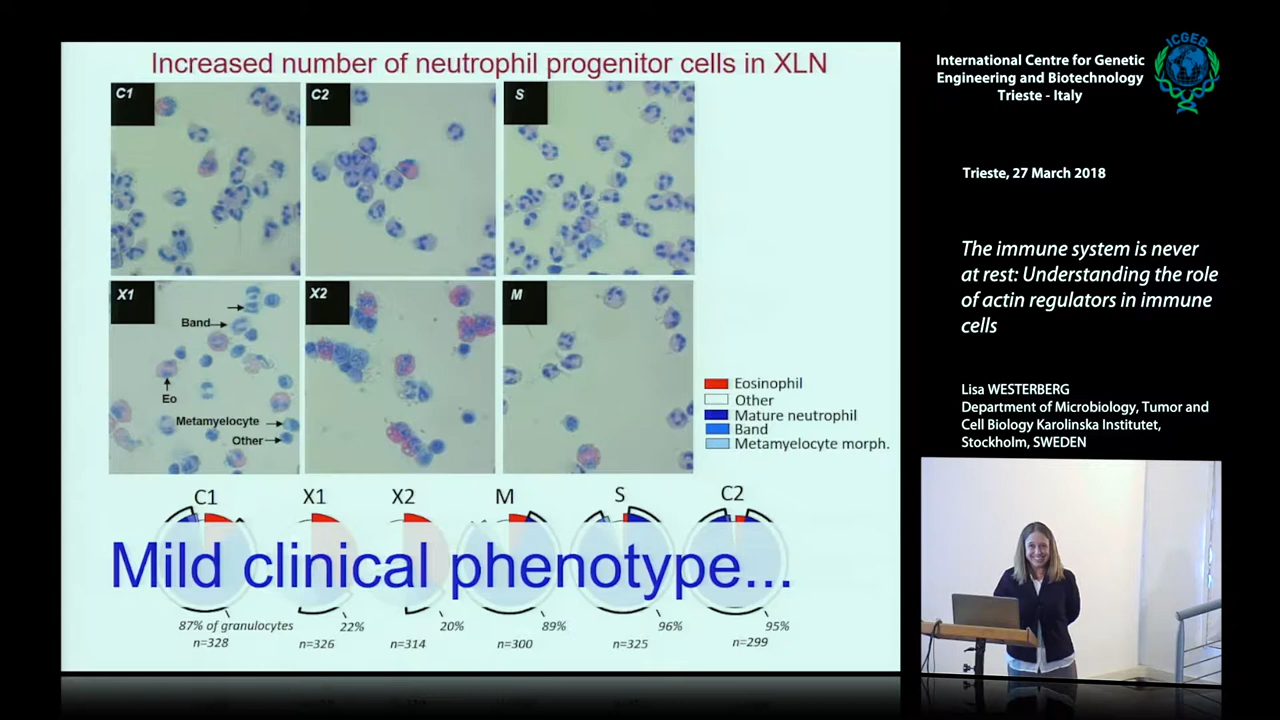 Increased number of neutrophil progenitor cells in XLN
C1
C2
S
X1
X2
M
Band
Eo
Metamyelocyte
Other
Eosinophil
Other
Mature neutrophil
Band
Metamyelocyte morph.
C1
X1
X2
M
S
C2
Mild clinical phenotype...
87% of granulocytes
22%
20%
89%
96%
95%
n=328
n=326
n=314
n=300
n=325
n=299
International Centre for Genetic
Engineering and Biotechnology
Trieste - Italy
ICGEB
Trieste, 27 March 2018
The immune system is never
at rest: Understanding the role
of actin regulators in immune
cells
Lisa WESTERBERG
Department of Microbiology, Tumor and
Cell Biology Karolinska Institutet,
Stockholm, SWEDEN